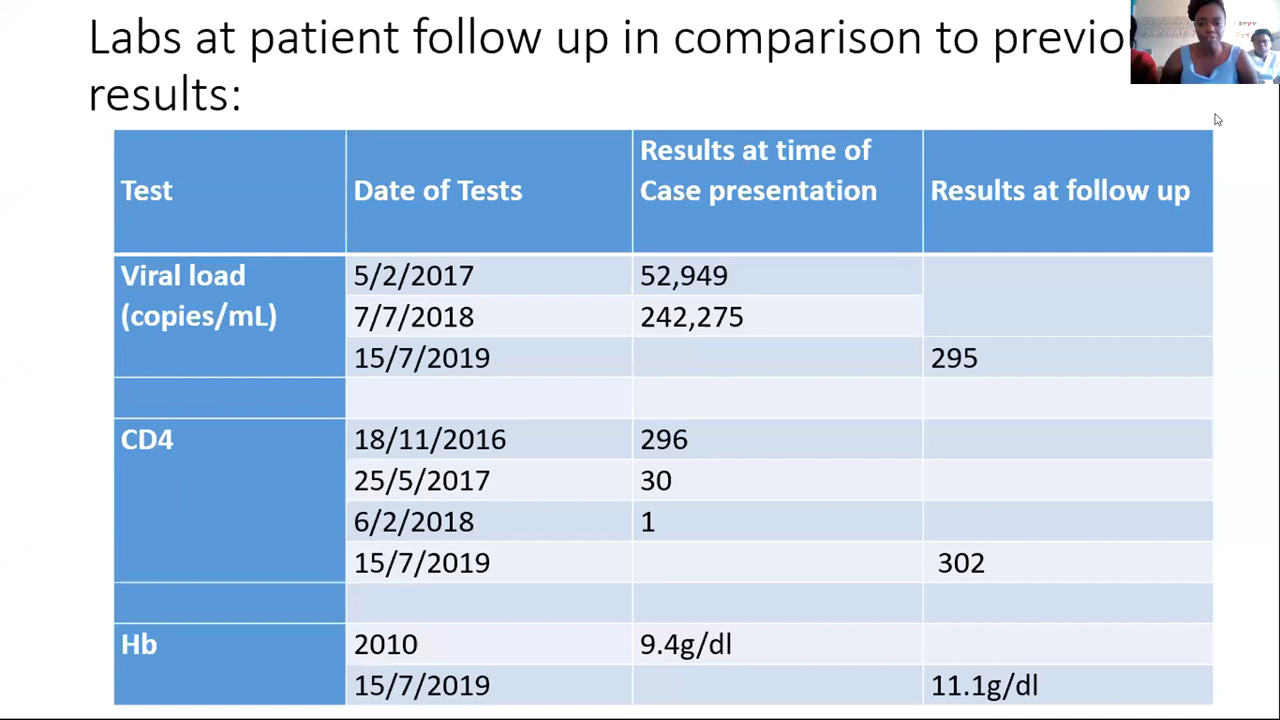 Labs at patient follow up in comparison to
results:
Test
Date of Tests
Results at time of
Case presentation
Results at follow up
Viral load
(copies/mL)
5/2/2017
52,949
7/7/2018
242,275
15/7/2019
295
CD4
18/11/2016
296
25/5/2017
30
6/2/2018
1
15/7/2019
302
Hb
2010
9.4g/dl
15/7/2019
11.1g/dl